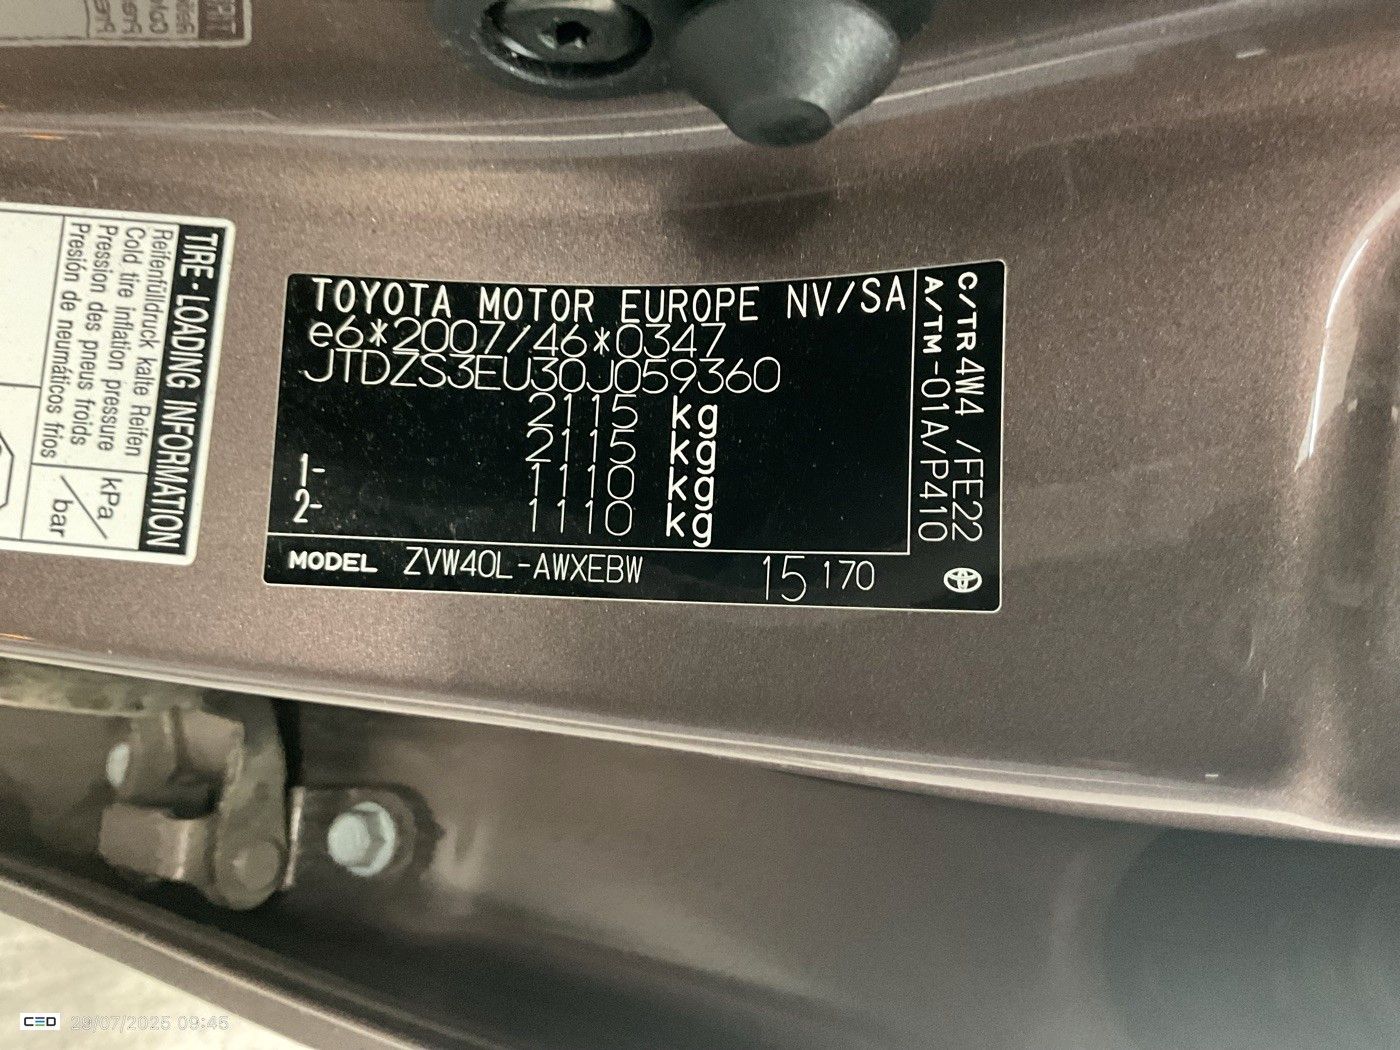 TIRE-LOADING INFORMATION
Reifenfülldruck kalte Reifen
Cold tire inflation pressure
Pression des pneus froids
Presión de neumáticos fríos
kPa/
/bar
TOYOTA MOTOR EUROPE NV/SA
e6*2007/46*0347
JTDZS3EU30J059360
2115 kg
2115 kg
1- 1110 kg
2- 1110 kg
MODEL ZVW40L-AWXEBW 15 170
C/TR 4W4 /FE22
A/TM -01A/P410
CEO 29/07/2025 09:45